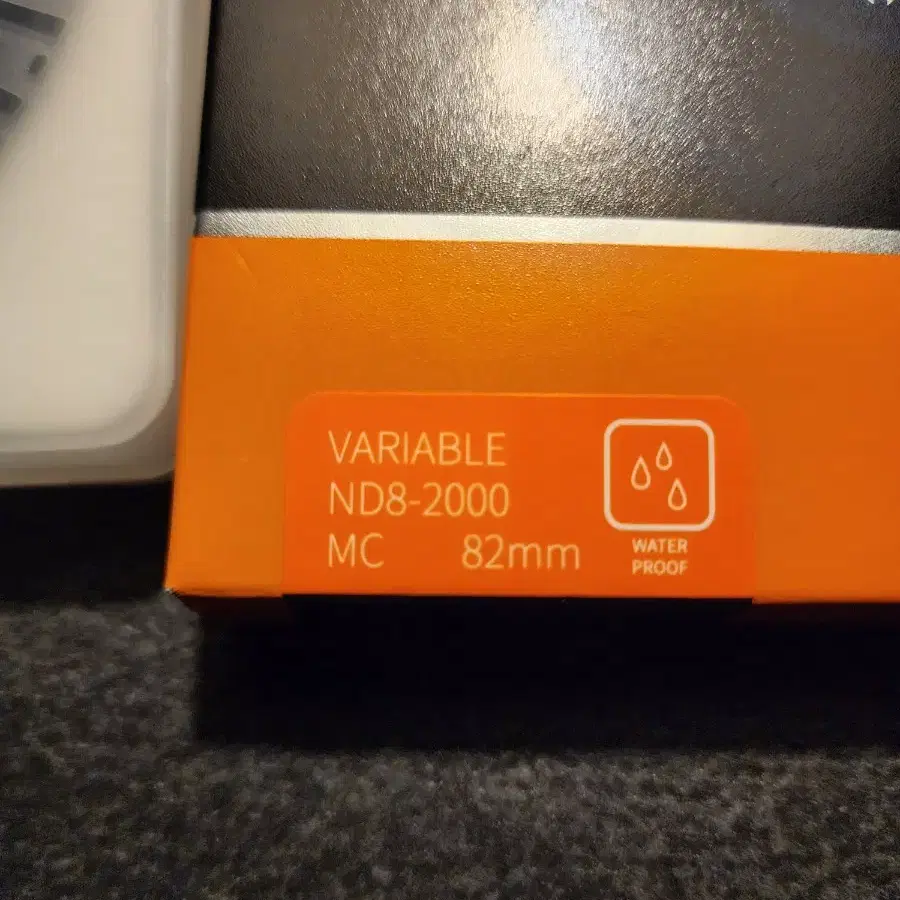 VARIABLE
ND8-2000
MC 82mm
WATER
PROOF